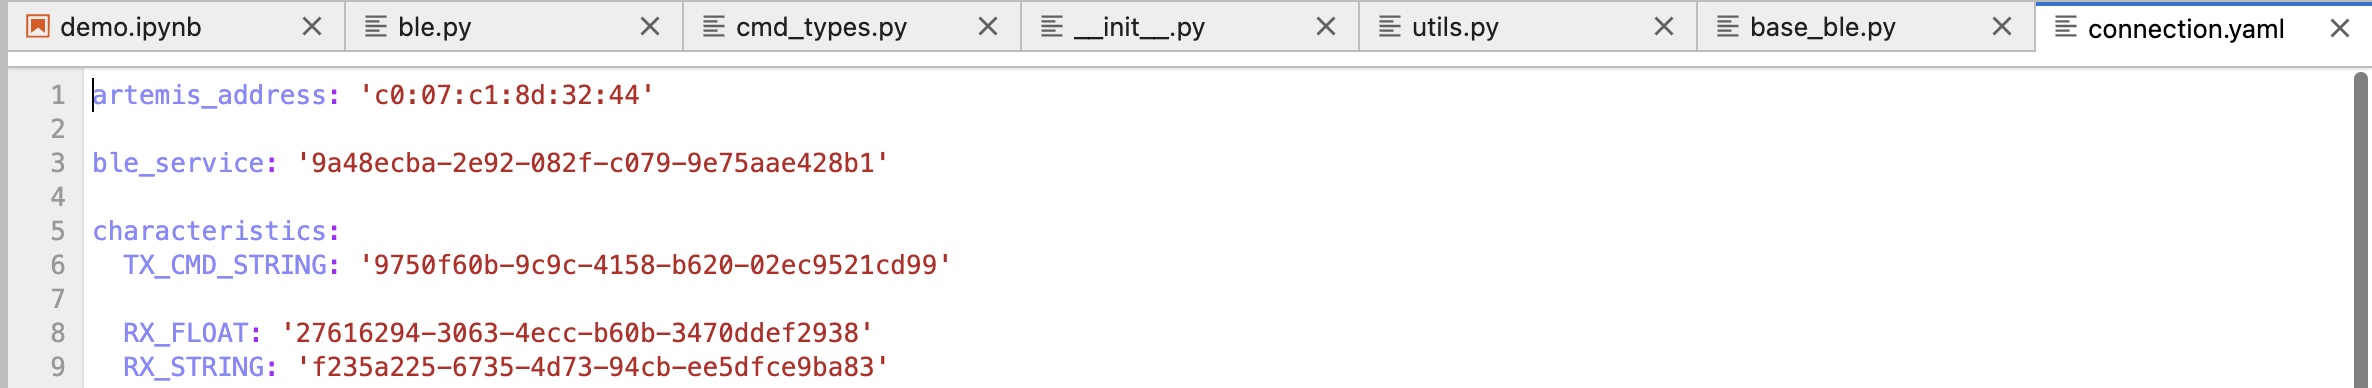 demo.ipynb ble.py cmd_types.py __init__.py utils.py base_ble.py connection.yaml
1 artemis_address: 'c0:07:c1:8d:32:44'
2
3 ble_service: '9a48ecba-2e92-082f-c079-9e75aae428b1'
4
5 characteristics:
6 TX_CMD_STRING: '9750f60b-9c9c-4158-b620-02ec9521cd99'
7
8 RX_FLOAT: '27616294-3063-4ecc-b60b-3470ddef2938'
9 RX_STRING: 'f235a225-6735-4d73-94cb-ee5dfce9ba83'